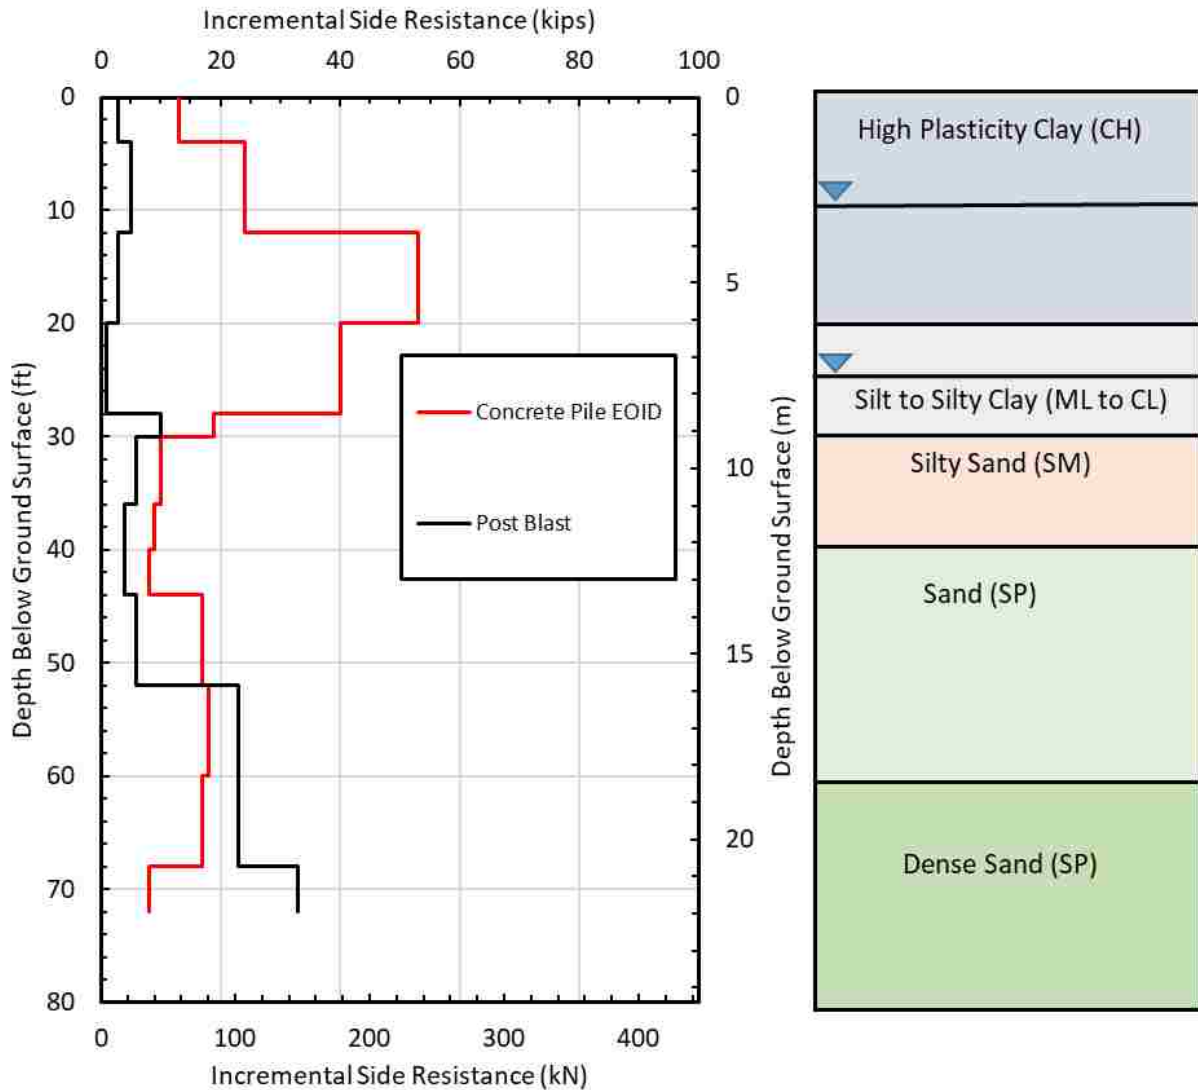 Incremental Side Resistance (kips)
0 20 40 60 80 100
0
10
20
30
40
50
60
70
80
Depth Below Ground Surface (ft)
Concrete Pile EOID
Post Blast
0
5
10
15
20
Depth Below Ground Surface (m)
0 100 200 300 400
Incremental Side Resistance (kN)
High Plasticity Clay (CH)
Silt to Silty Clay (ML to CL)
Silty Sand (SM)
Sand (SP)
Dense Sand (SP)